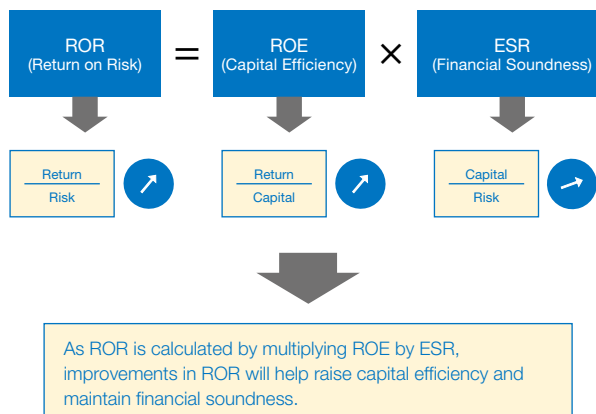 ROR
(Return on Risk)
=
ROE
(Capital Efficiency)
×
ESR
(Financial Soundness)
Return
Risk
Return
Capital
Capital
Risk
As ROR is calculated by multiplying ROE by ESR,
improvements in ROR will help raise capital efficiency and
maintain financial soundness.